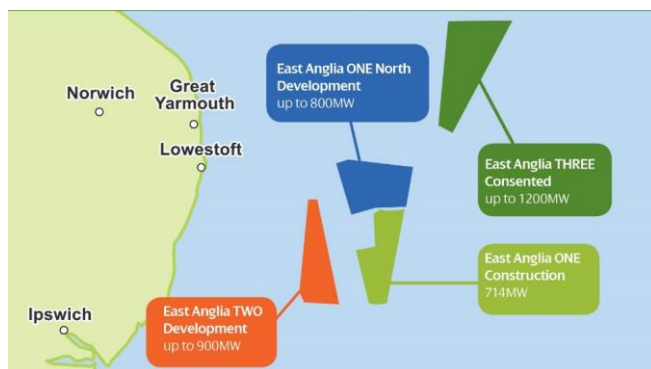 East Anglia ONE North
Development
up to 800MW
Norwich
Great
Yarmouth
Lowestoft
East Anglia THREE
Consented
up to 1200MW
East Anglia ONE
Construction
714MW
Ipswich
East Anglia TWO
Development
up to 900MW